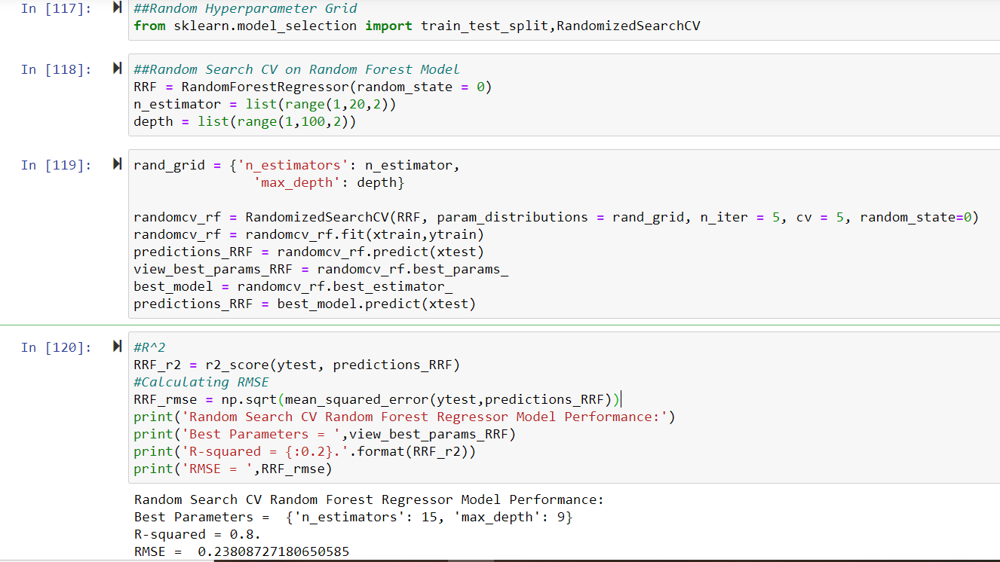 In [117]:
##Random Hyperparameter Grid
from sklearn.model_selection import train_test_split,RandomizedSearchCV
In [118]:
##Random Search CV on Random Forest Model
RRF = RandomForestRegressor(random_state = 0)
n_estimator = list(range(1,20,2))
depth = list(range(1,100,2))
In [119]:
rand_grid = {'n_estimators': n_estimator,
               'max_depth': depth}
randomcv_rf = RandomizedSearchCV(RRF, param_distributions = rand_grid, n_iter = 5, cv = 5, random_state=0)
randomcv_rf = randomcv_rf.fit(xtrain,ytrain)
predictions_RRF = randomcv_rf.predict(xtest)
view_best_params_RRF = randomcv_rf.best_params_
best_model = randomcv_rf.best_estimator_
predictions_RRF = best_model.predict(xtest)
In [120]:
#R^2
RRF_r2 = r2_score(ytest, predictions_RRF)
#Calculating RMSE
RRF_rmse = np.sqrt(mean_squared_error(ytest,predictions_RRF))
print('Random Search CV Random Forest Regressor Model Performance:')
print('Best Parameters = ',view_best_params_RRF)
print('R-squared = {:0.2}.'.format(RRF_r2))
print('RMSE = ',RRF_rmse)
Random Search CV Random Forest Regressor Model Performance:
Best Parameters =  {'n_estimators': 15, 'max_depth': 9}
R-squared = 0.8.
RMSE =  0.23808727180650585